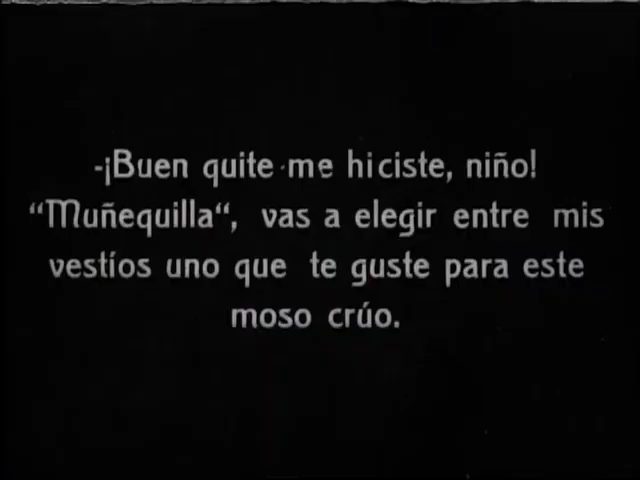 -¡Buen quite me hiciste, niño!
“Muñequilla“, vas a elegir entre mis
vestíos uno que te guste para este
moso crúo.